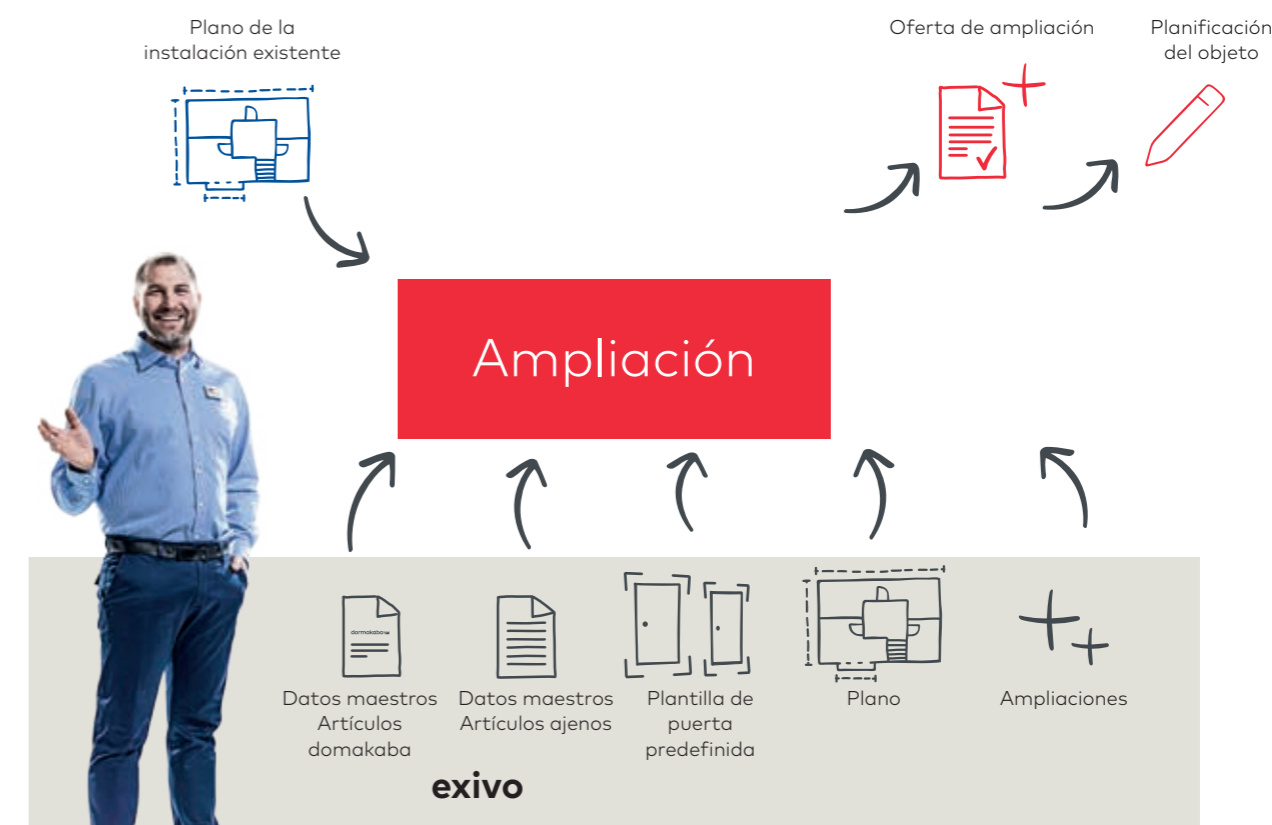 Plano de la
instalación existente
Oferta de ampliación
Planificación
del objeto
Ampliación
dormakaba
Datos maestros
Artículos
domakaba
Datos maestros
Artículos ajenos
Plantilla de
puerta
predefinida
Plano
Ampliaciones
exivo